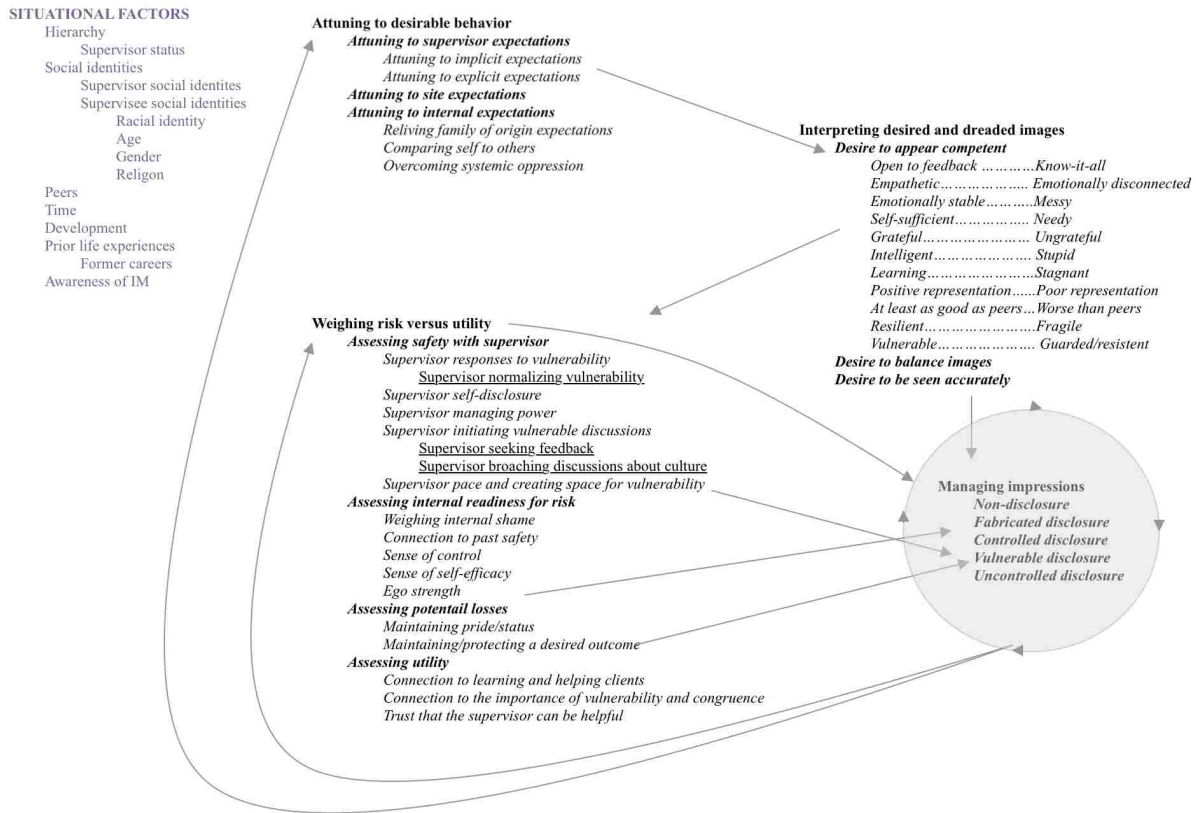 SITUATIONAL FACTORS
Hierarchy
Supervisor status
Social identities
Supervisor social identites
Supervisee social identities
Racial identity
Age
Gender
Religon
Peers
Time
Development
Prior life experiences
Former careers
Awareness of IM
Attuning to desirable behavior
Attuning to supervisor expectations
Attuning to implicit expectations
Attuning to explicit expectations
Attuning to site expectations
Attuning to internal expectations
Reliving family of origin expectations
Comparing self to others
Overcoming systemic oppression
Interpreting desired and dreaded images
Desire to appear competent
Open to feedback …………Know-it-all
Empathetic……………….. Emotionally disconnected
Emotionally stable………..Messy
Self-sufficient…………….. Needy
Grateful…………………… Ungrateful
Intelligent…………………. Stupid
Learning……………………Stagnant
Positive representation......Poor representation
At least as good as peers…Worse than peers
Resilient…………………….Fragile
Vulnerable…………………. Guarded/resistent
Desire to balance images
Desire to be seen accurately
Weighing risk versus utility
Assessing safety with supervisor
Supervisor responses to vulnerability
Supervisor normalizing vulnerability
Supervisor self-disclosure
Supervisor managing power
Supervisor initiating vulnerable discussions
Supervisor seeking feedback
Supervisor broaching discussions about culture
Supervisor pace and creating space for vulnerability
Assessing internal readiness for risk
Weighing internal shame
Connection to past safety
Sense of control
Sense of self-efficacy
Ego strength
Assessing potentail losses
Maintaining pride/status
Maintaining/protecting a desired outcome
Assessing utility
Connection to learning and helping clients
Connection to the importance of vulnerability and congruence
Trust that the supervisor can be helpful
Managing impressions
Non-disclosure
Fabricated disclosure
Controlled disclosure
Vulnerable disclosure
Uncontrolled disclosure